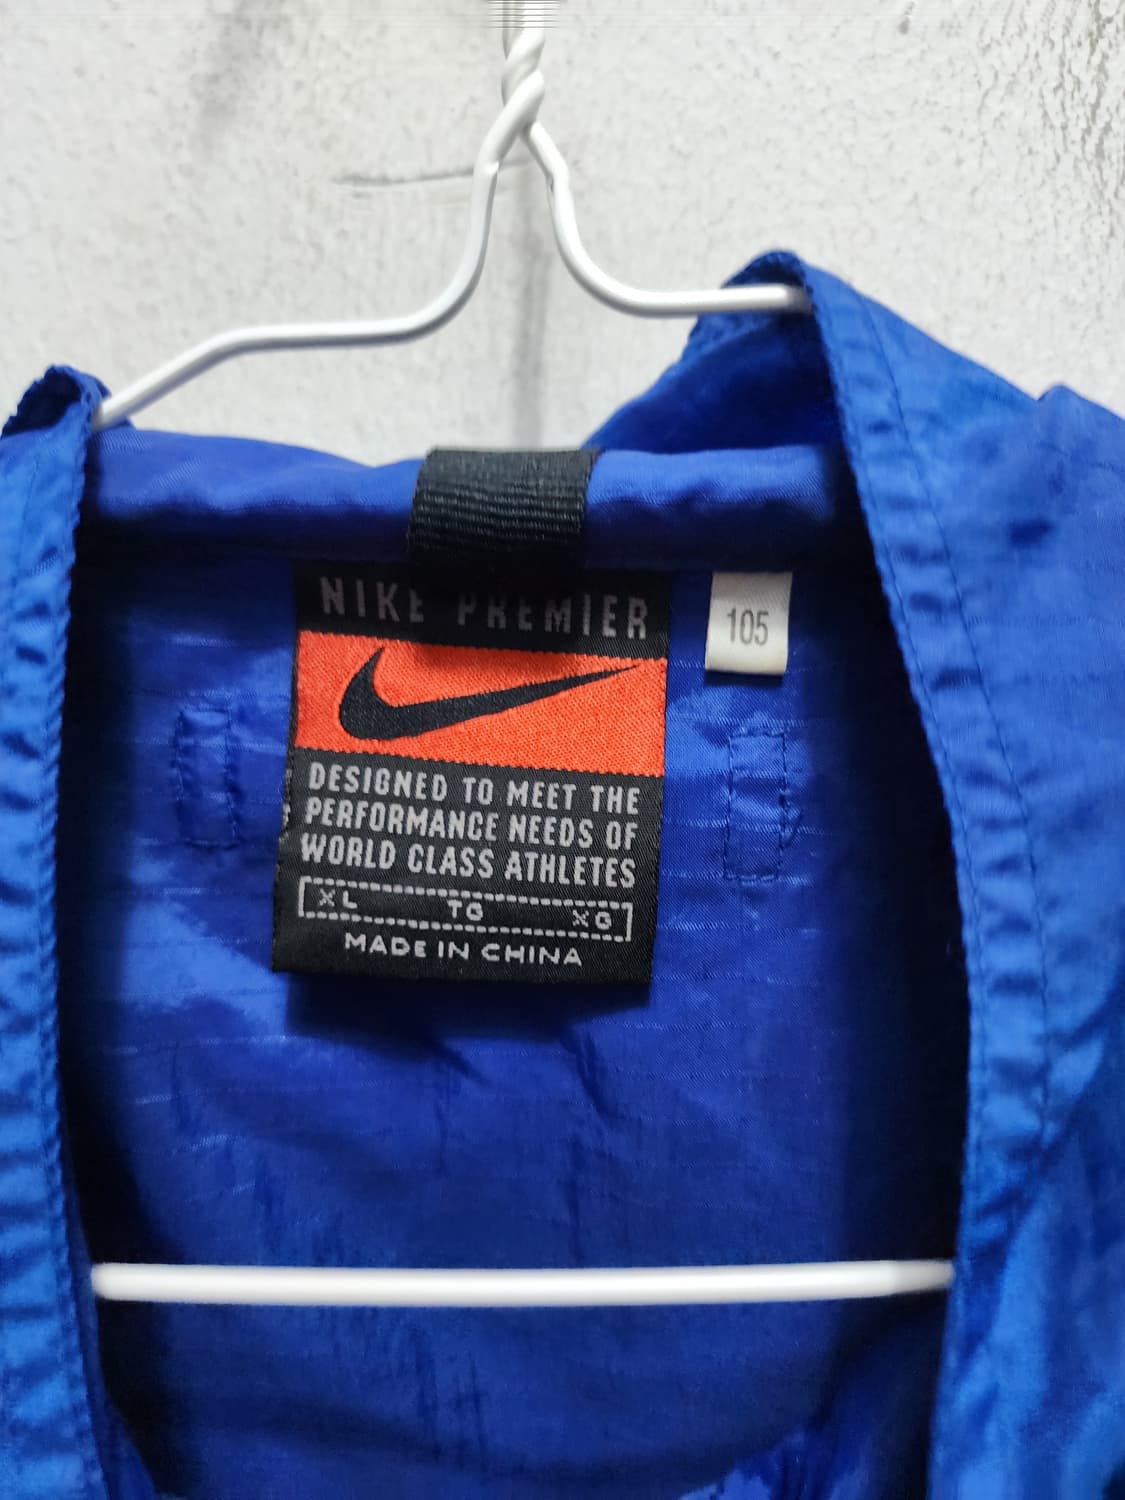 NIKE PREMIER
105
DESIGNED TO MEET THE
PERFORMANCE NEEDS OF
WORLD CLASS ATHLETES
XL TG XG
MADE IN CHINA